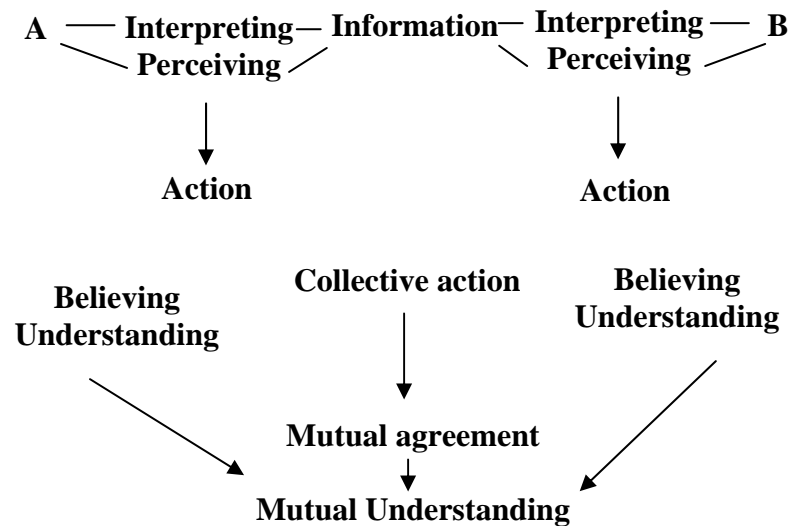 A Interpreting Information Interpreting B
Perceiving Perceiving
Action Action
Believing Collective action Believing
Understanding Understanding
Mutual agreement
Mutual Understanding